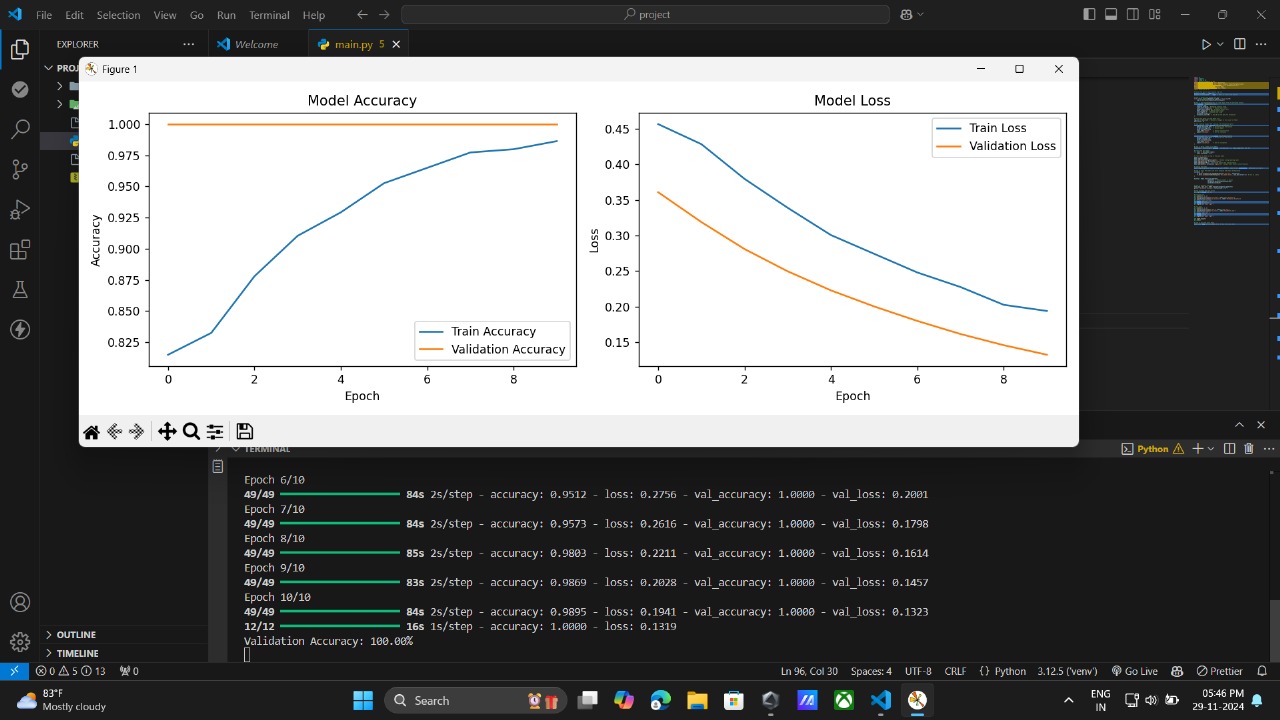 File Edit Selection View Go Run Terminal Help
project
EXPLORER
Welcome
main.py 5
PROJ
Figure 1
Model Accuracy
1.000
0.975
0.950
0.925
0.900
0.875
0.850
0.825
Accuracy
0 2 4 6 8
Epoch
Train Accuracy
Validation Accuracy
Model Loss
0.45
0.40
0.35
0.30
0.25
0.20
0.15
Loss
0 2 4 6 8
Epoch
Train Loss
Validation Loss
TERMINAL
Python
Epoch 6/10
49/49 84s 2s/step - accuracy: 0.9512 - loss: 0.2756 - val_accuracy: 1.0000 - val_loss: 0.2001
Epoch 7/10
49/49 84s 2s/step - accuracy: 0.9573 - loss: 0.2616 - val_accuracy: 1.0000 - val_loss: 0.1798
Epoch 8/10
49/49 85s 2s/step - accuracy: 0.9803 - loss: 0.2211 - val_accuracy: 1.0000 - val_loss: 0.1614
Epoch 9/10
49/49 83s 2s/step - accuracy: 0.9869 - loss: 0.2028 - val_accuracy: 1.0000 - val_loss: 0.1457
Epoch 10/10
49/49 84s 2s/step - accuracy: 0.9895 - loss: 0.1941 - val_accuracy: 1.0000 - val_loss: 0.1323
12/12 16s 1s/step - accuracy: 1.0000 - loss: 0.1319
Validation Accuracy: 100.00%
OUTLINE
TIMELINE
0 5 13 0
Ln 96, Col 30 Spaces: 4 UTF-8 CRLF {} Python 3.12.5 ('venv') Go Live Prettier
83°F
Mostly cloudy
Search
ENG
IN
05:46 PM
29-11-2024